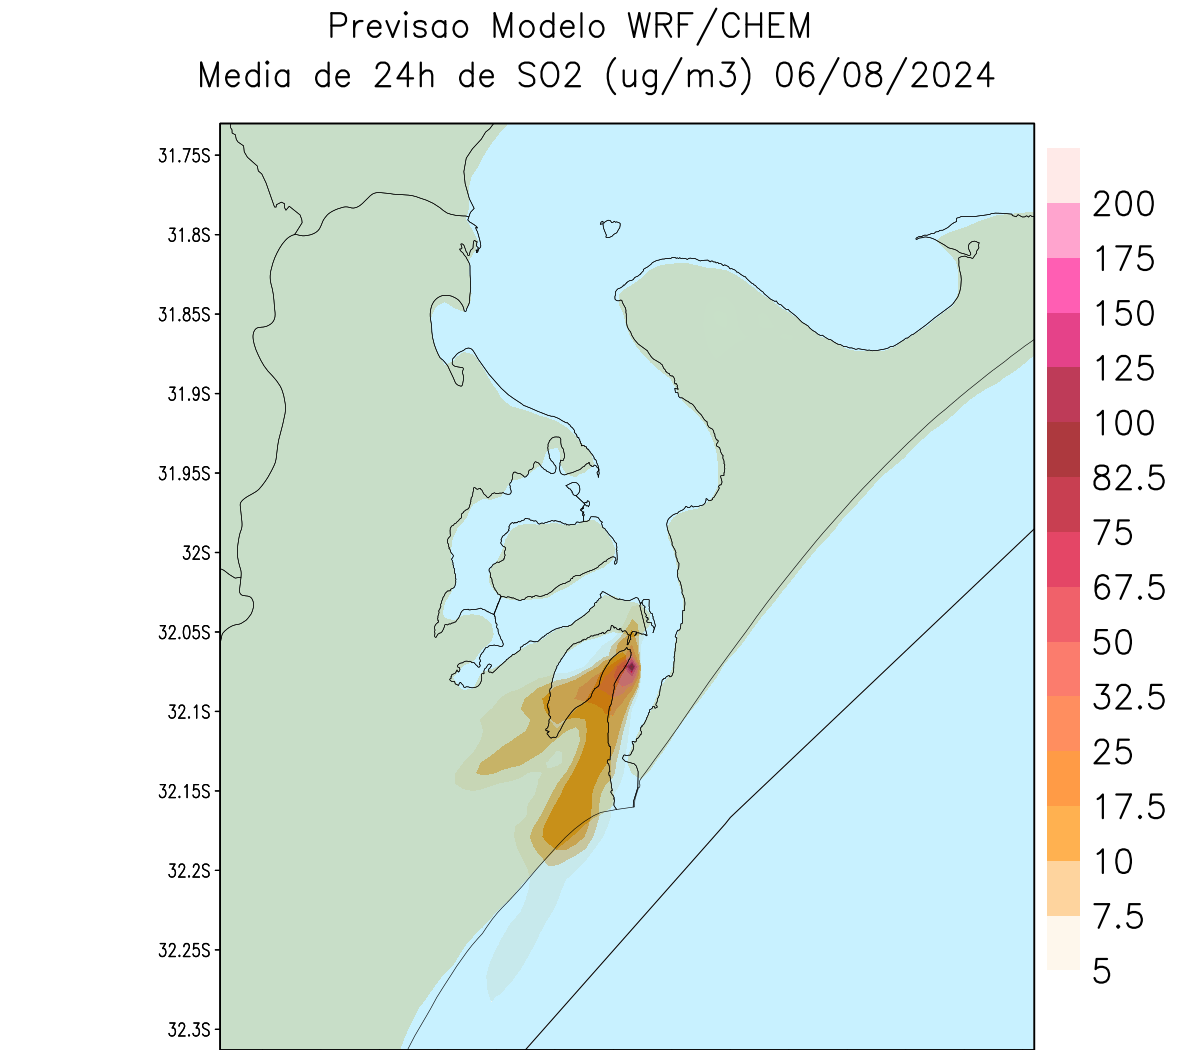 Previsao Modelo WRF/CHEM
Media de 24h de SO2 (ug/m3) 06/08/2024
31.75S
31.8S
31.85S
31.9S
31.95S
32S
32.05S
32.1S
32.15S
32.2S
32.25S
32.3S
200
175
150
125
100
82.5
75
67.5
50
32.5
25
17.5
10
7.5
5